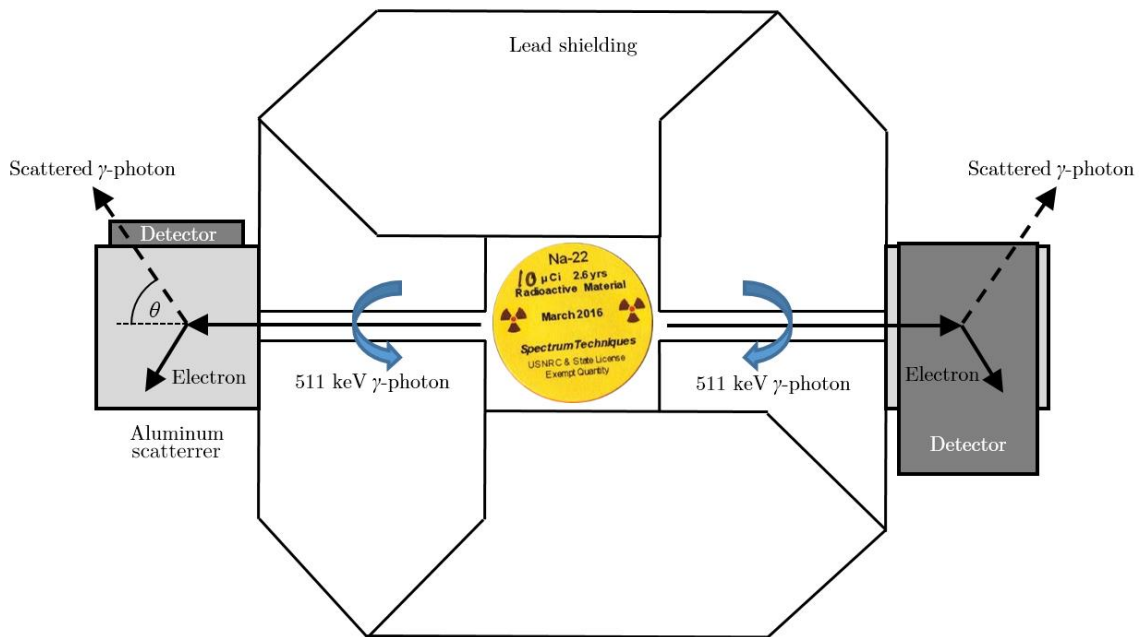 Lead shielding
Scattered γ-photon
Scattered γ-photon
Detector
θ
Electron
511 keV γ-photon
Aluminum
scatterrer
Na-22
10 μCi 2.6 yrs
Radioactive Material
March 2016
Spectrum Techniques
USNRC & State License
Exempt Quantity
511 keV γ-photon
Electron
Detector